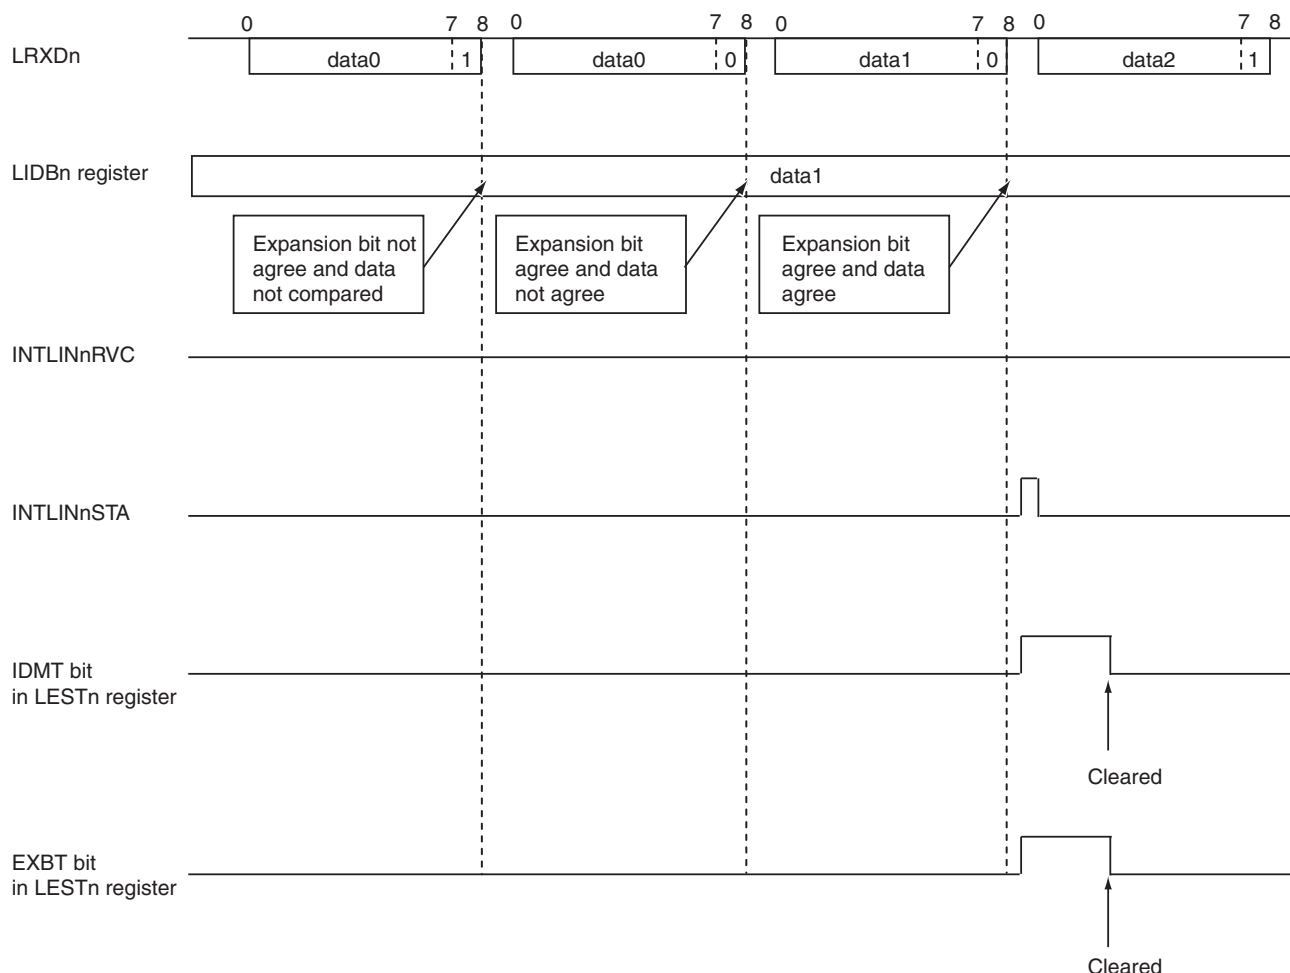 0 7 8 0 7 8 0 7 8 0 7 8
LRXDn data0 1 data0 0 data1 0 data2 1
LIDBn register data1
Expansion bit not
agree and data
not compared
Expansion bit
agree and data
not agree
Expansion bit
agree and data
agree
INTLINnRVC
INTLINnSTA
IDMT bit
in LESTn register
Cleared
EXBT bit
in LESTn register
Cleared